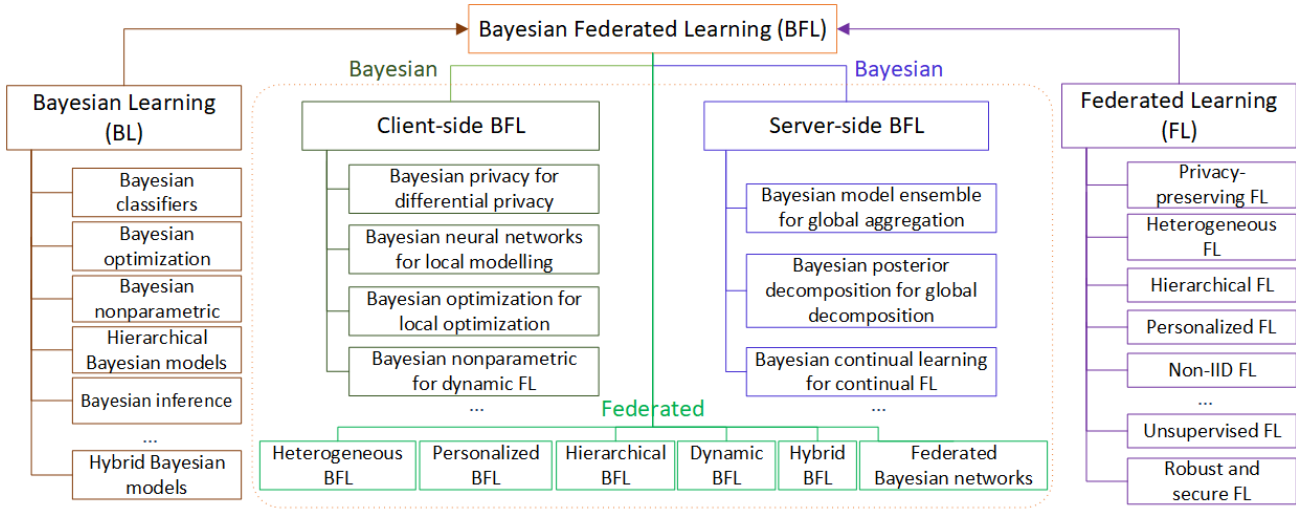 Bayesian Federated Learning (BFL)
Bayesian
Bayesian
Bayesian Learning
(BL)
Bayesian
classifiers
Bayesian
optimization
Bayesian
nonparametric
Hierarchical
Bayesian models
Bayesian inference
...
Hybrid Bayesian
models
Client-side BFL
Bayesian privacy for
differential privacy
Bayesian neural networks
for local modelling
Bayesian optimization for
local optimization
Bayesian nonparametric
for dynamic FL
...
Server-side BFL
Bayesian model ensemble
for global aggregation
Bayesian posterior
decomposition for global
decomposition
Bayesian continual learning
for continual FL
...
Federated
Heterogeneous
BFL
Personalized
BFL
Hierarchical
BFL
Dynamic
BFL
Hybrid
BFL
Federated
Bayesian networks
Federated Learning
(FL)
Privacy-
preserving FL
Heterogeneous
FL
Hierarchical FL
Personalized FL
Non-IID FL
...
Unsupervised FL
Robust and
secure FL